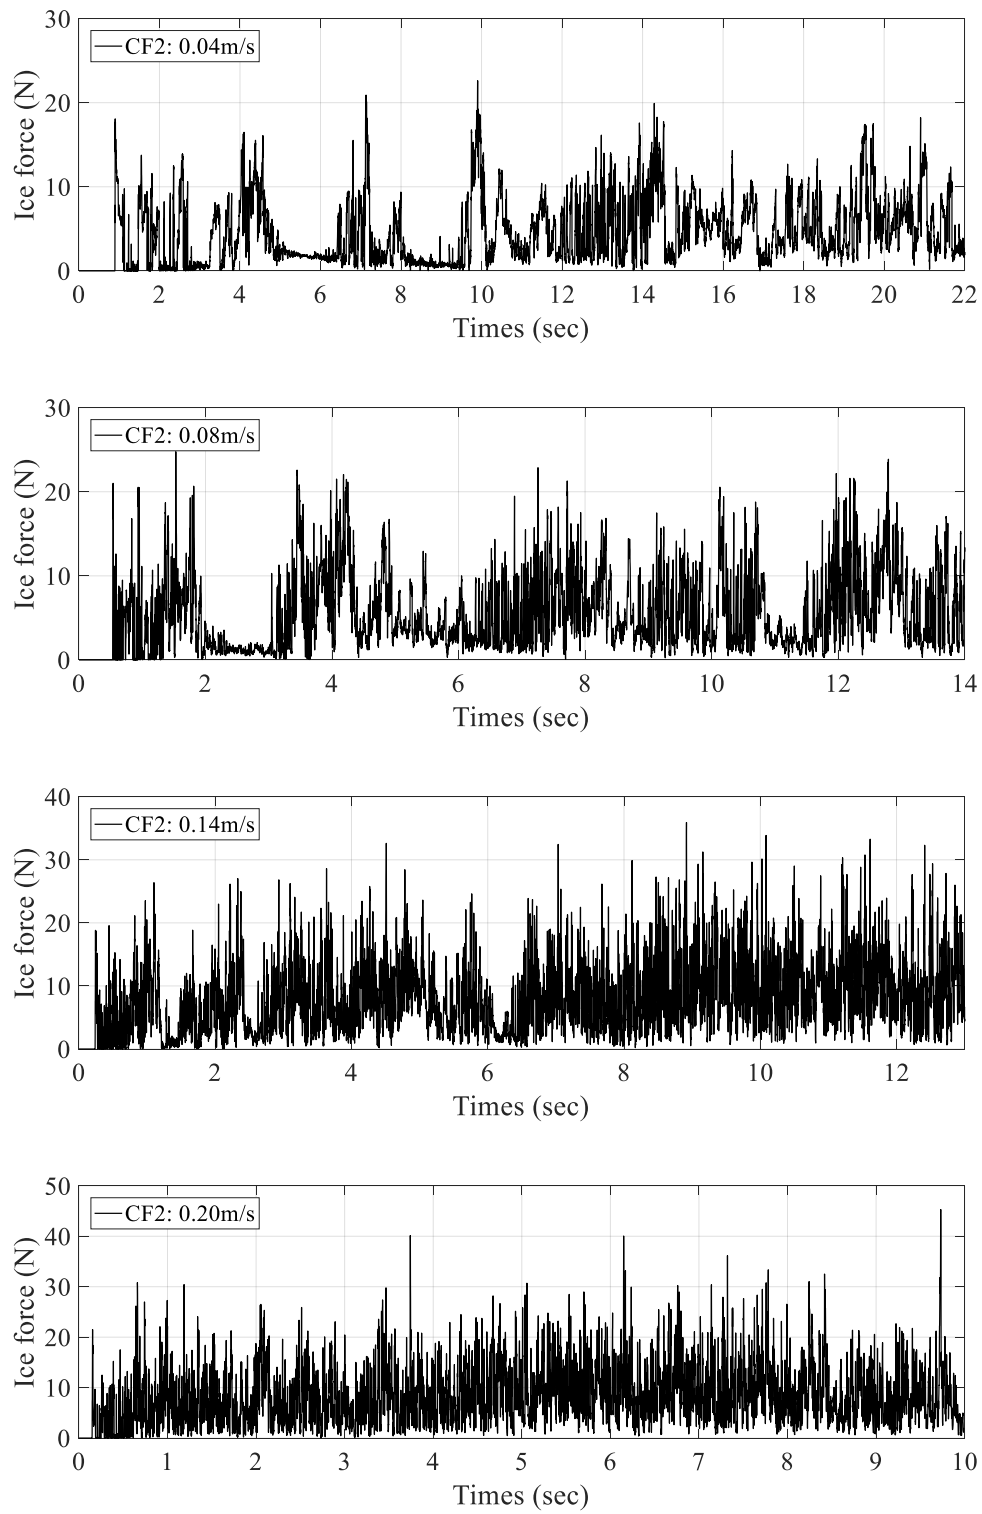 30
CF2: 0.04m/s
20
10
0
Ice force (N)
0 2 4 6 8 10 12 14 16 18 20 22
Times (sec)
30
CF2: 0.08m/s
20
10
0
Ice force (N)
0 2 4 6 8 10 12 14
Times (sec)
40
CF2: 0.14m/s
30
20
10
0
Ice force (N)
0 2 4 6 8 10 12
Times (sec)
50
CF2: 0.20m/s
40
30
20
10
0
Ice force (N)
0 1 2 3 4 5 6 7 8 9 10
Times (sec)